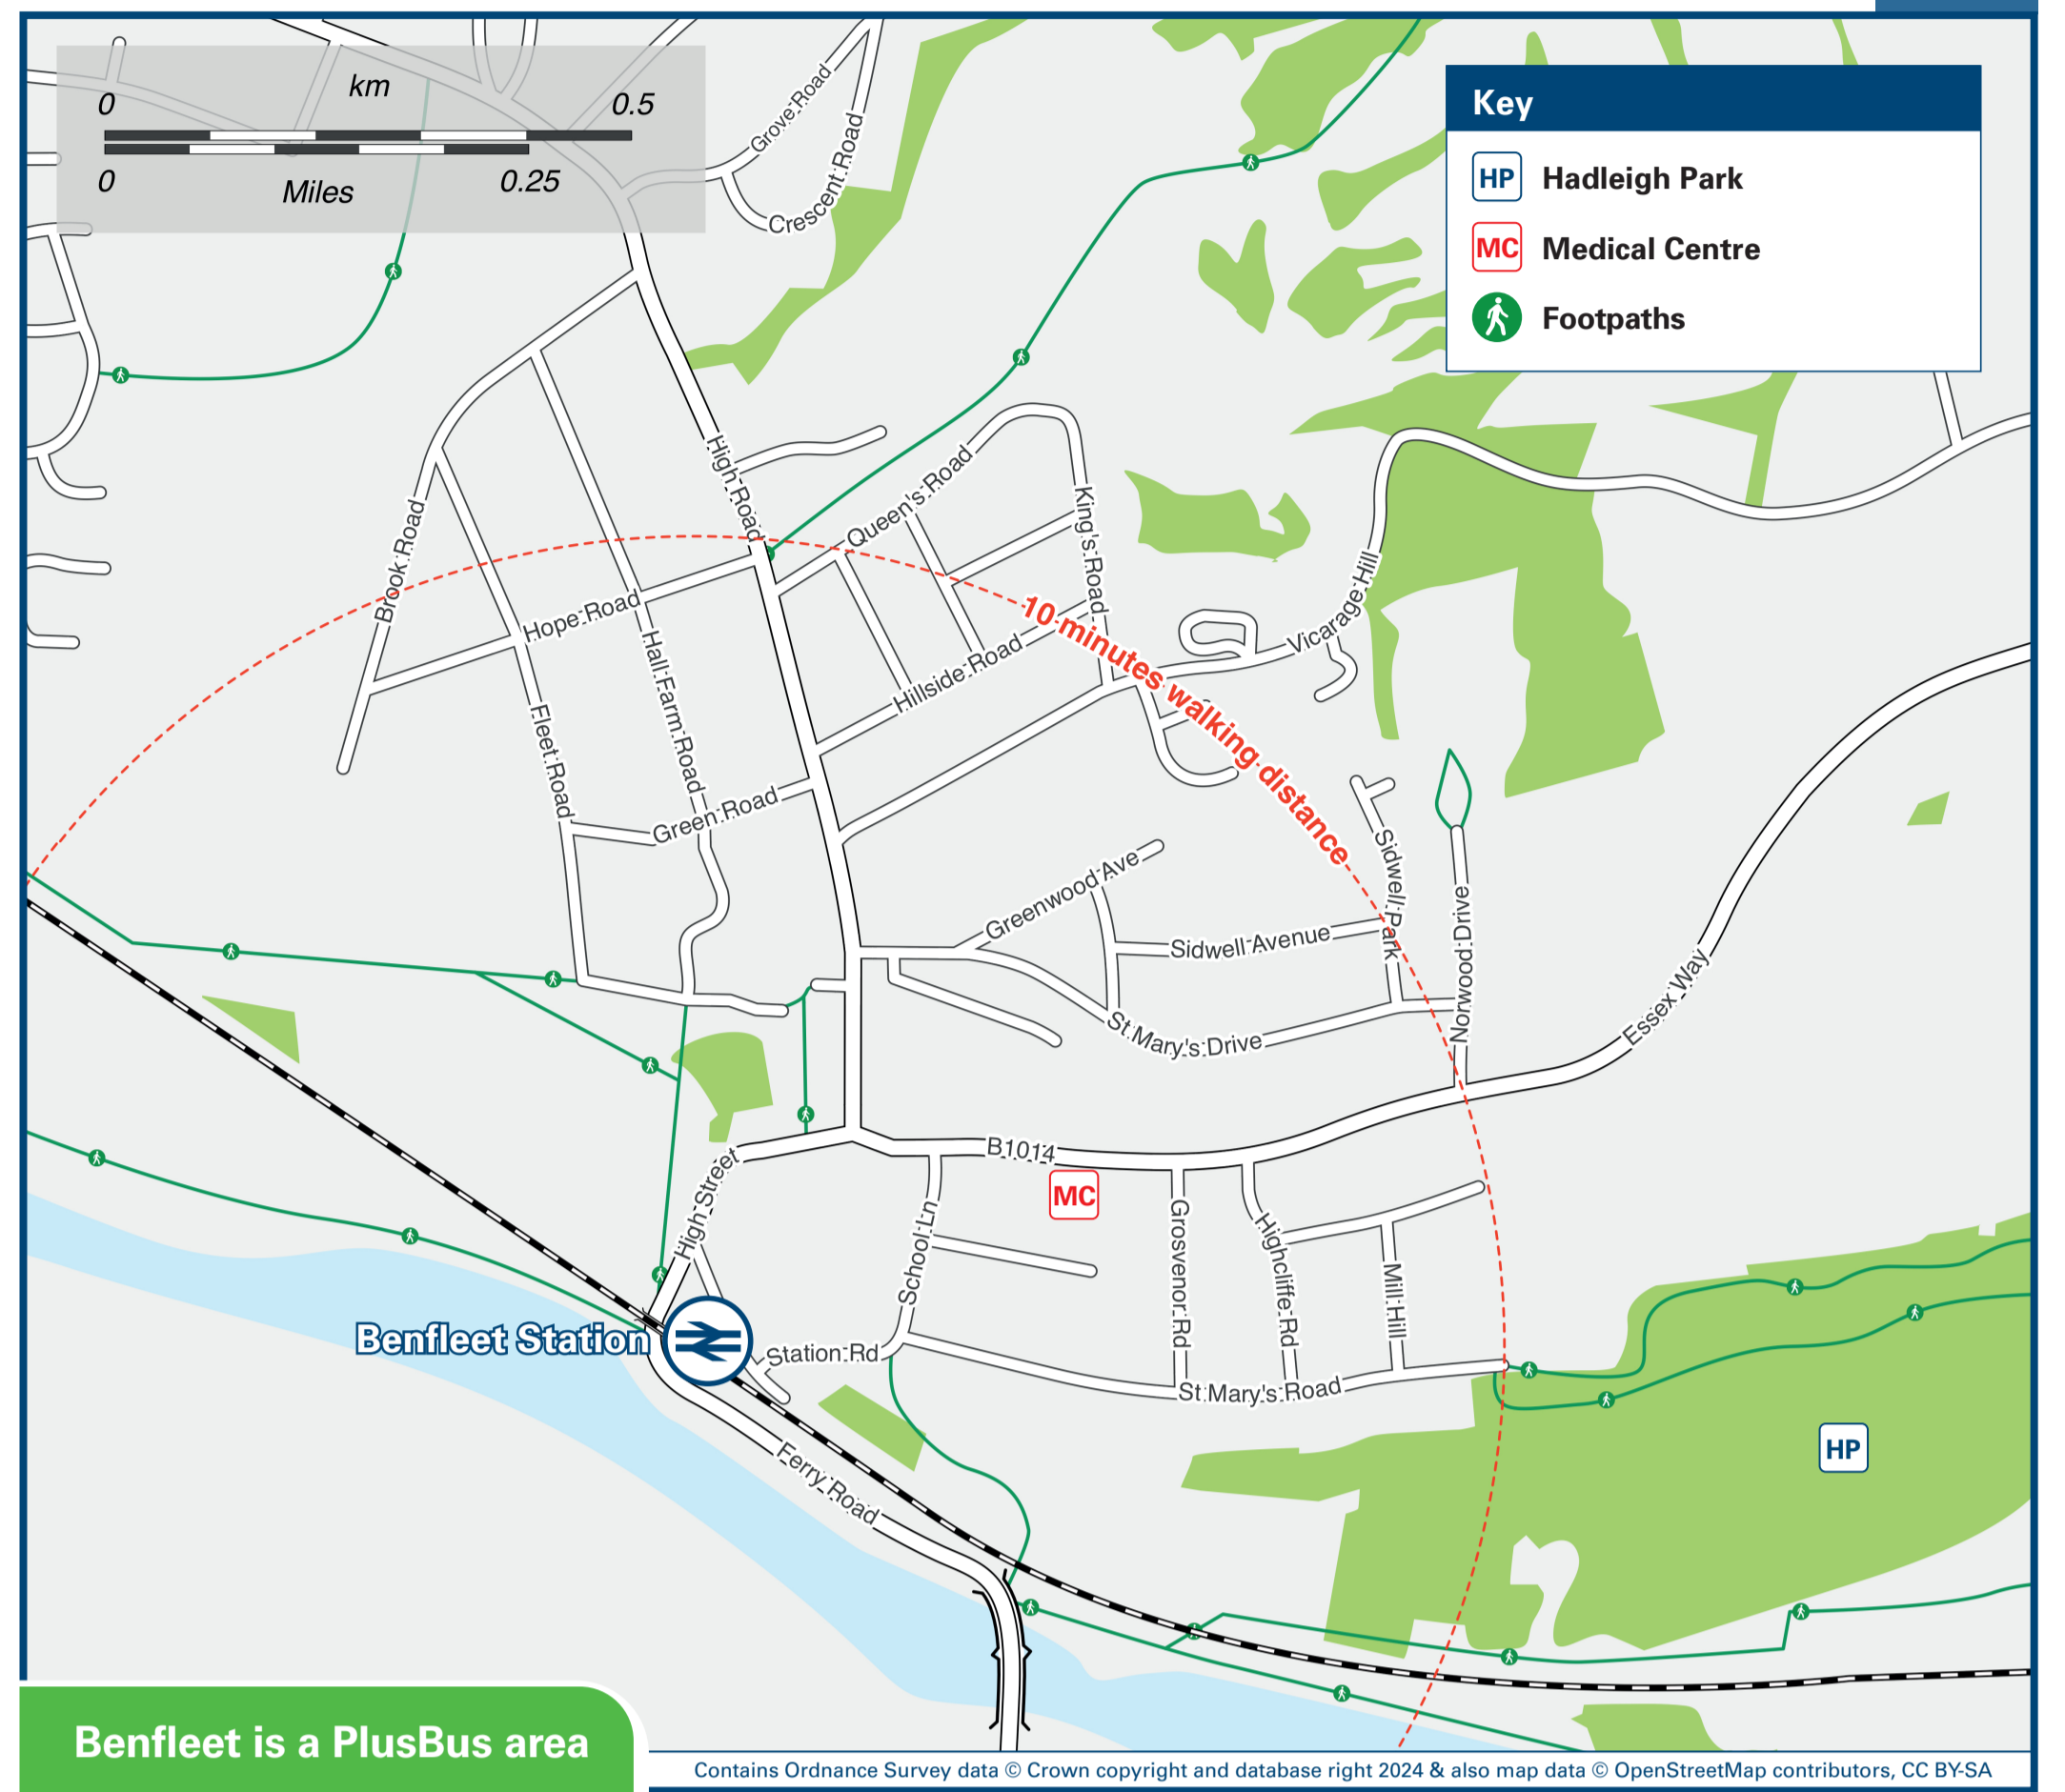 km
0 0.5
0 0.25
Miles
Key
HP Hadleigh Park
MC Medical Centre
Footpaths
Grove Road
Crescent Road
High Road
Queen's Road
King's Road
Brook Road
Hope Road
Hall Farm Road
Hillside Road
Vicarage Hill
10 minutes walking distance
Fleet Road
Green Road
Greenwood Ave
Sidwell Park
Sidwell Avenue
Norwood Drive
St Mary's Drive
Essex Way
B1014
MC
High Street
School Ln
Grosvenor Rd
Highcliffe Rd
Mill Hill
Benfleet Station
Station Rd
St Mary's Road
HP
Ferry Road
Benfleet is a PlusBus area
Contains Ordnance Survey data © Crown copyright and database right 2024 & also map data © OpenStreetMap contributors, CC BY-SA